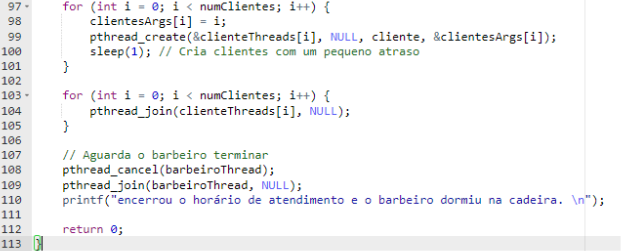 97 for (int i = 0; i < numClientes; i++) {
98 clientesArgs[i] = i;
99 pthread_create(&clienteThreads[i], NULL, cliente, &clientesArgs[i]);
100 sleep(1); // Cria clientes com um pequeno atraso
101 }
102
103 for (int i = 0; i < numClientes; i++) {
104 pthread_join(clienteThreads[i], NULL);
105 }
106
107 // Aguarda o barbeiro terminar
108 pthread_cancel(barbeiroThread);
109 pthread_join(barbeiroThread, NULL);
110 printf("encerrou o horário de atendimento e o barbeiro dormiu na cadeira. \n");
111
112 return 0;
113 }